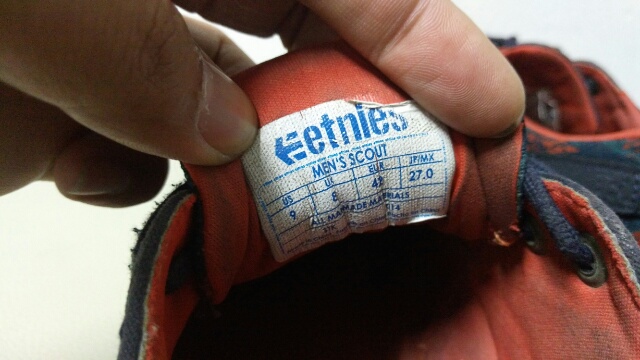 etnies
MEN'S SCOUT
US UK EUR JP/MX
9 8 42 27.0
ALL MAN MADE MATERIALS